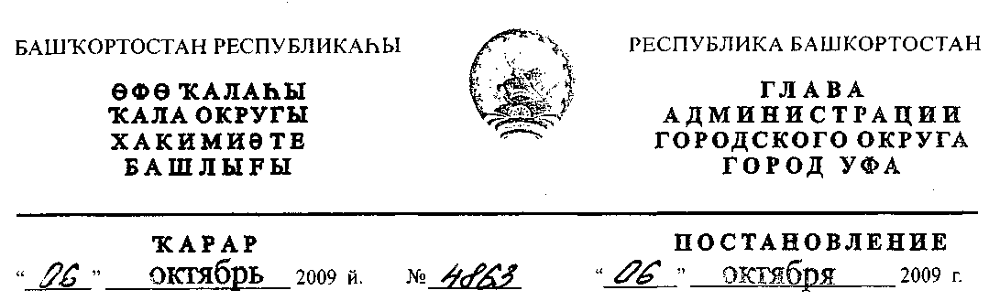 БАШҠОРТОСТАН РЕСПУБЛИКАҺЫ
ӨФӨ ҠАЛАҺЫ
ҠАЛА ОКРУГЫ
ХАКИМИӘТЕ
БАШЛЫҒЫ
РЕСПУБЛИКА БАШКОРТОСТАН
ГЛАВА
АДМИНИСТРАЦИИ
ГОРОДСКОГО ОКРУГА
ГОРОД УФА
ҠАРАР
"06" октябрь 2009 й. № 4863
ПОСТАНОВЛЕНИЕ
"06" октября 2009 г.